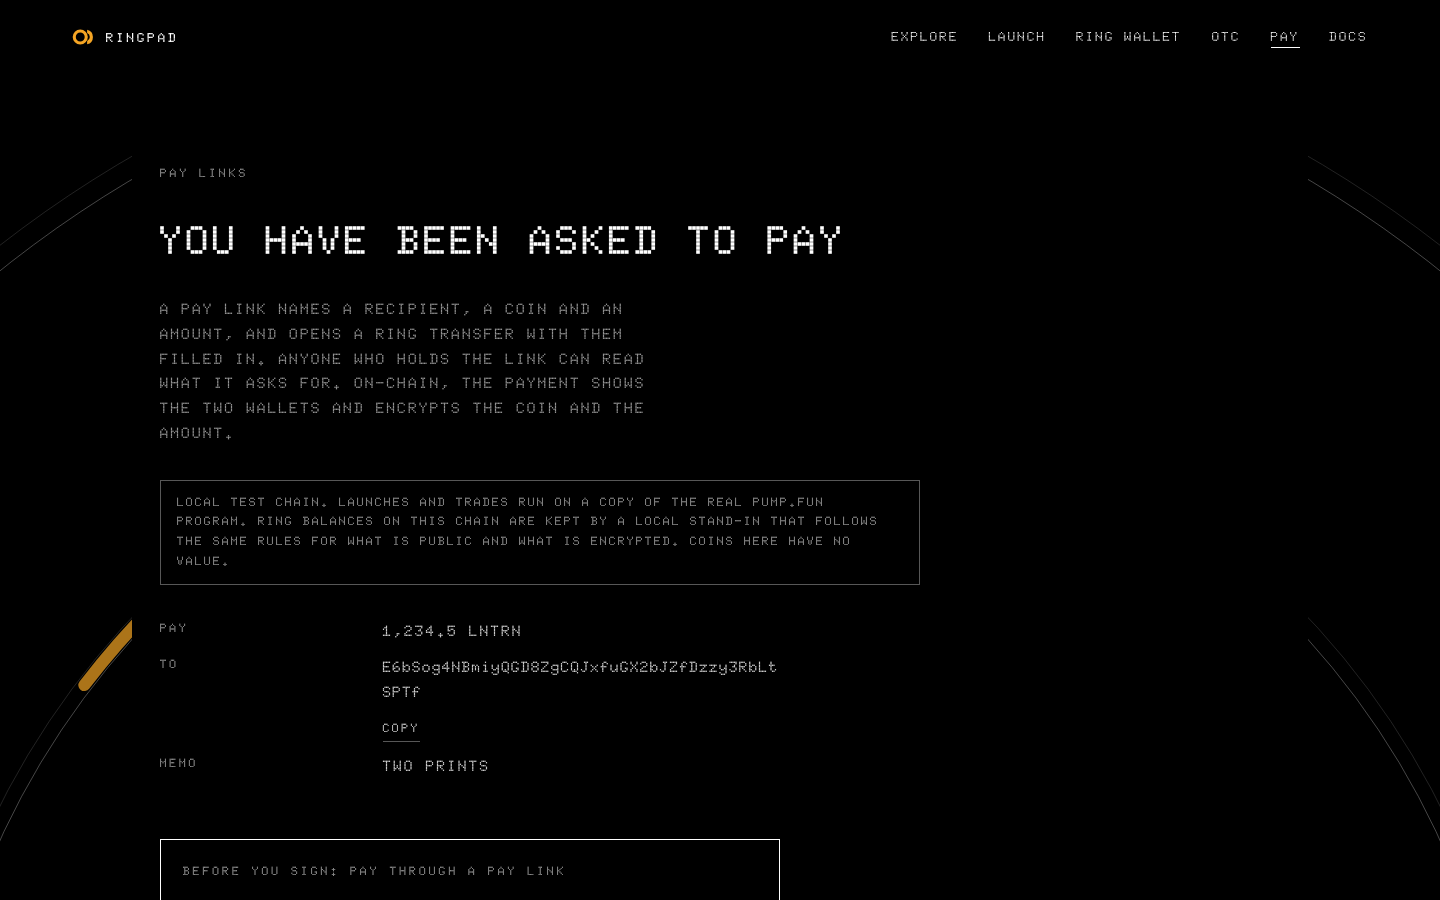 RINGPAD
EXPLORE LAUNCH RING WALLET OTC PAY DOCS
PAY LINKS
YOU HAVE BEEN ASKED TO PAY
A PAY LINK NAMES A RECIPIENT, A COIN AND AN
AMOUNT, AND OPENS A RING TRANSFER WITH THEM
FILLED IN. ANYONE WHO HOLDS THE LINK CAN READ
WHAT IT ASKS FOR. ON-CHAIN, THE PAYMENT SHOWS
THE TWO WALLETS AND ENCRYPTS THE COIN AND THE
AMOUNT.
LOCAL TEST CHAIN. LAUNCHES AND TRADES RUN ON A COPY OF THE REAL PUMP.FUN
PROGRAM. RING BALANCES ON THIS CHAIN ARE KEPT BY A LOCAL STAND-IN THAT FOLLOWS
THE SAME RULES FOR WHAT IS PUBLIC AND WHAT IS ENCRYPTED. COINS HERE HAVE NO
VALUE.
PAY 1,234.5 LNTRN
TO E6bSog4NBmiyQGD8ZgCQJxfuGX2bJZfDzzy3RbLt
SPTf
COPY
MEMO TWO PRINTS
BEFORE YOU SIGN: PAY THROUGH A PAY LINK